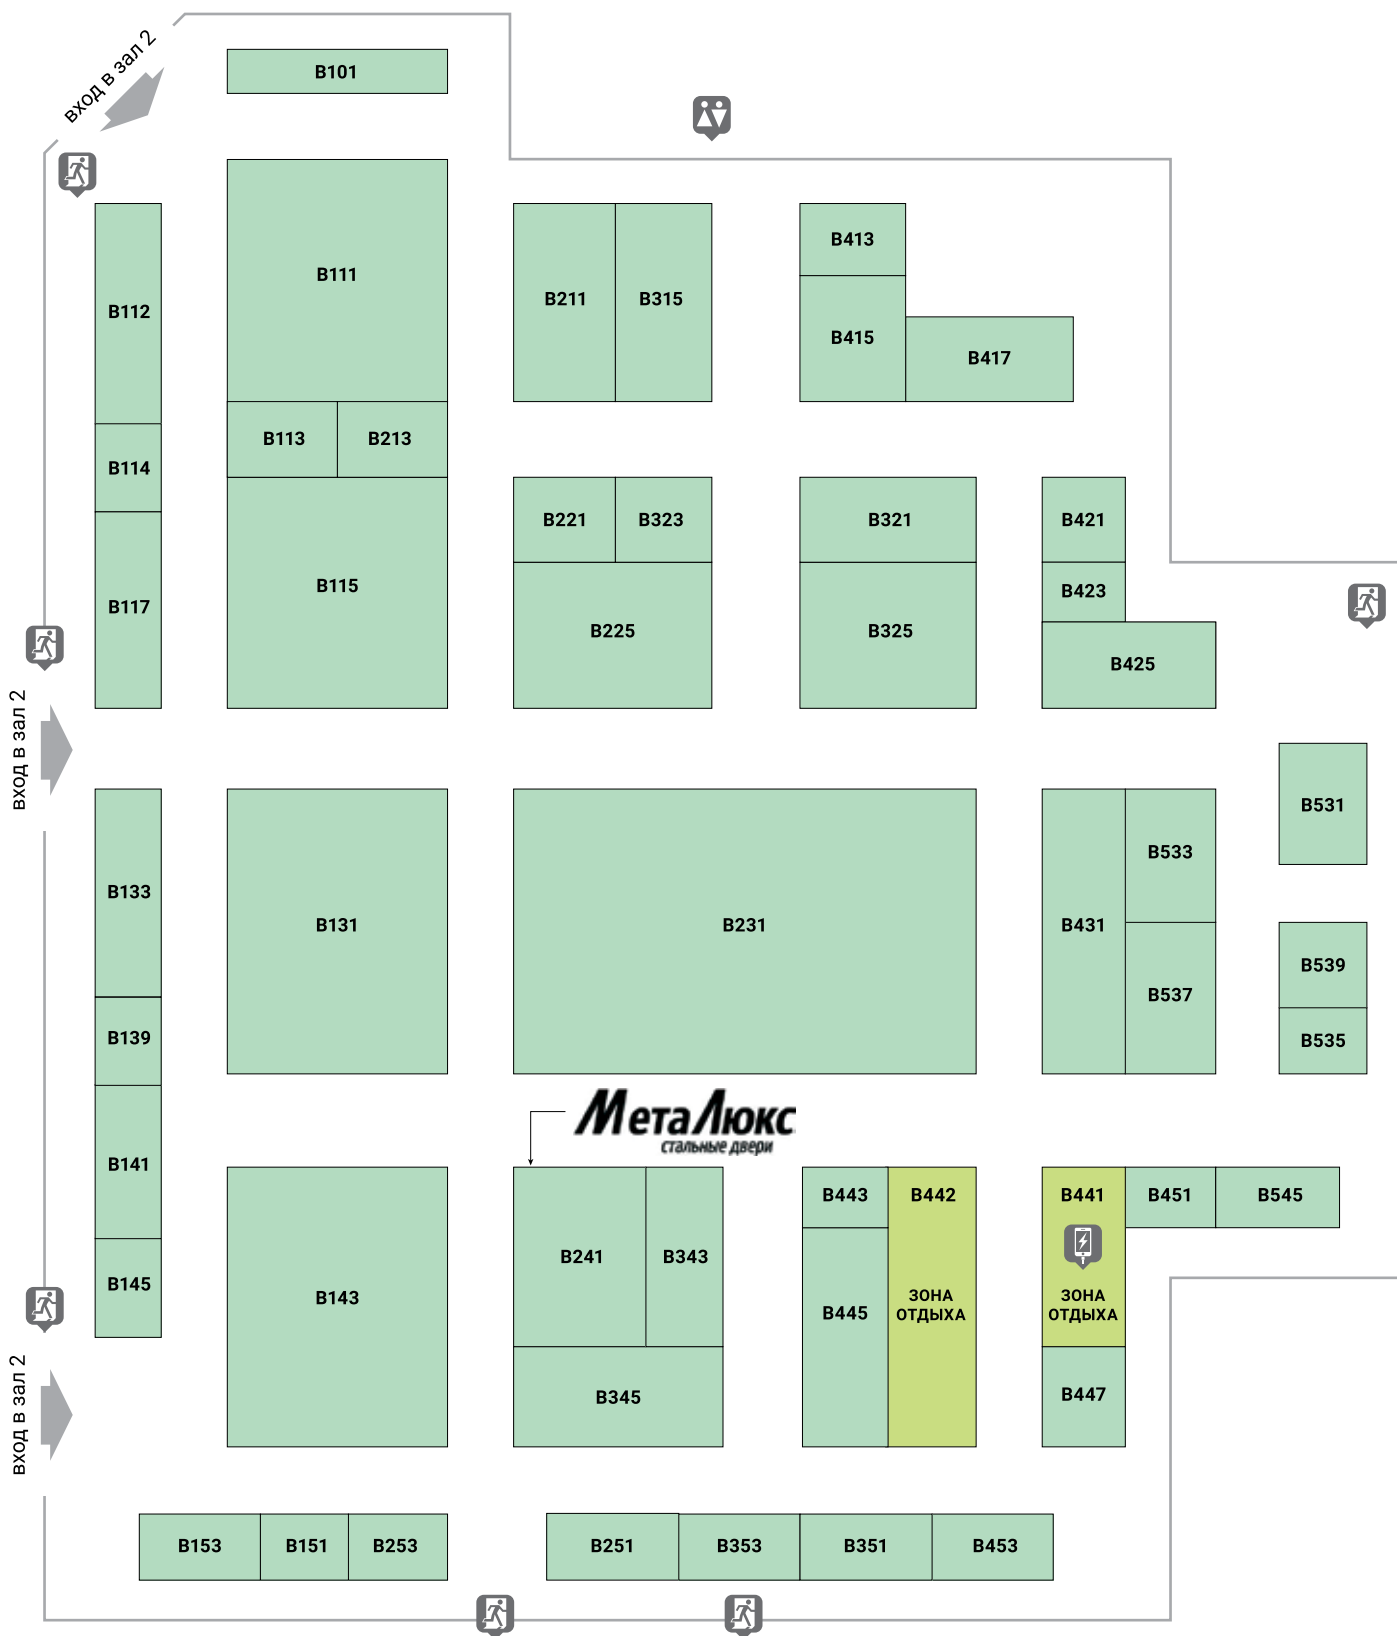 вход в зал 2
B101
B111
B112
B211
B315
B413
B415
B417
B113
B213
B114
B221
B323
B321
B421
B115
B117
B423
B225
B325
B425
вход в зал 2
B531
B133
B131
B231
B431
B533
B539
B537
B139
B535
МетаЛюкс
стальные двери
B141
B443
B442
B441
B451
B545
B241
B343
B145
B143
B445
ЗОНА
ОТДЫХА
ЗОНА
ОТДЫХА
B345
B447
вход в зал 2
B153
B151
B253
B251
B353
B351
B453